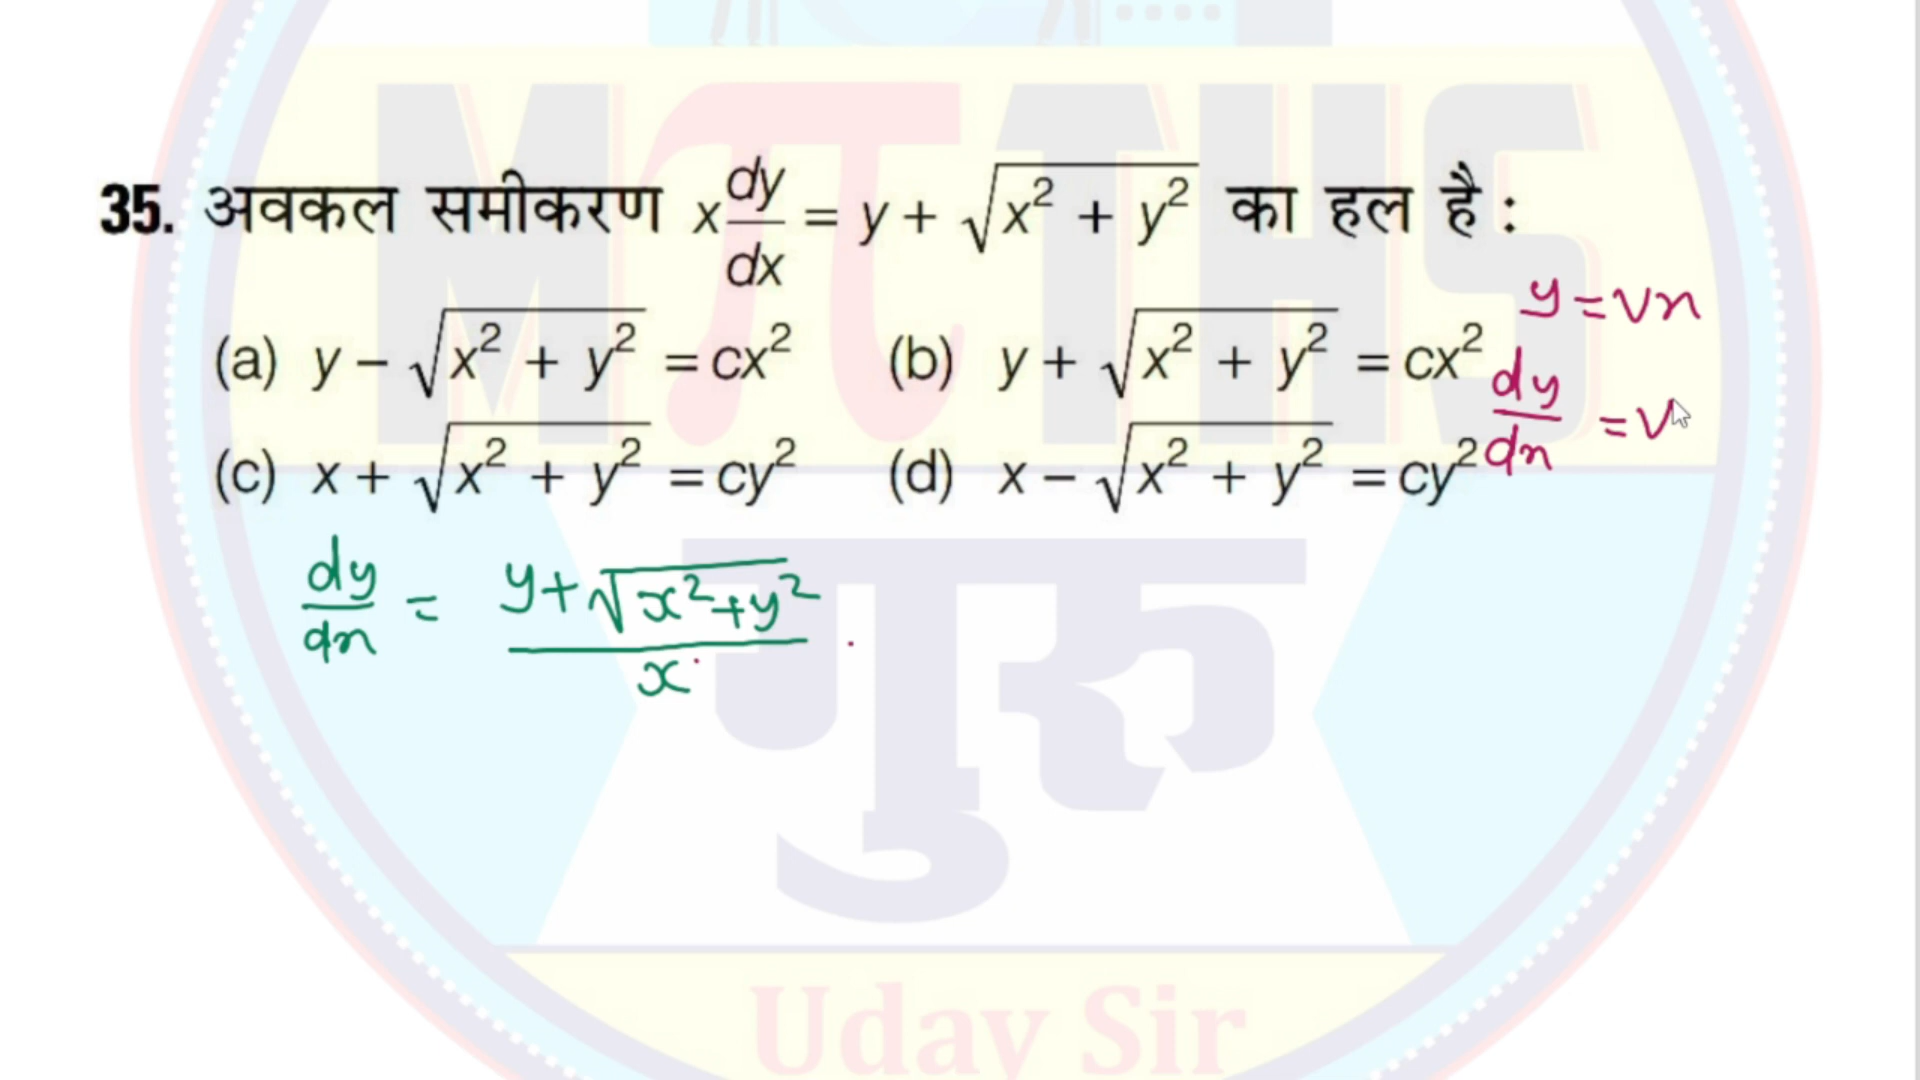 MπTHS
35. अवकल समीकरण x dy/dx = y + √(x² + y²) का हल है :
y = vx
(a) y − √(x² + y²) = cx² (b) y + √(x² + y²) = cx²
dy/dx = v
(c) x + √(x² + y²) = cy² (d) x − √(x² + y²) = cy²
dy/dx = (y + √(x² + y²))/x
गुरु
Uday Sir